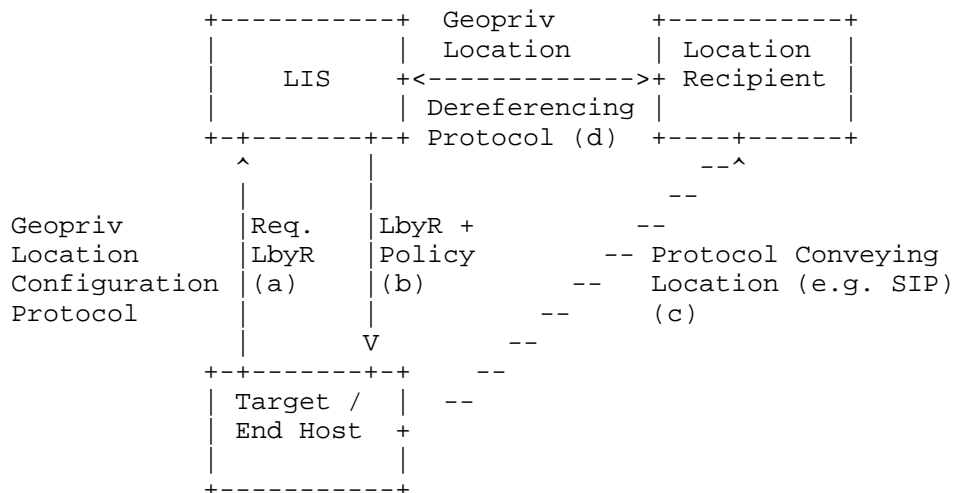 Geopriv
Location Location
LIS Recipient
Dereferencing
Protocol (d)
Geopriv Req. LbyR +
Location LbyR Policy Protocol Conveying
Configuration (a) (b) Location (e.g. SIP)
Protocol (c)
Target /
End Host